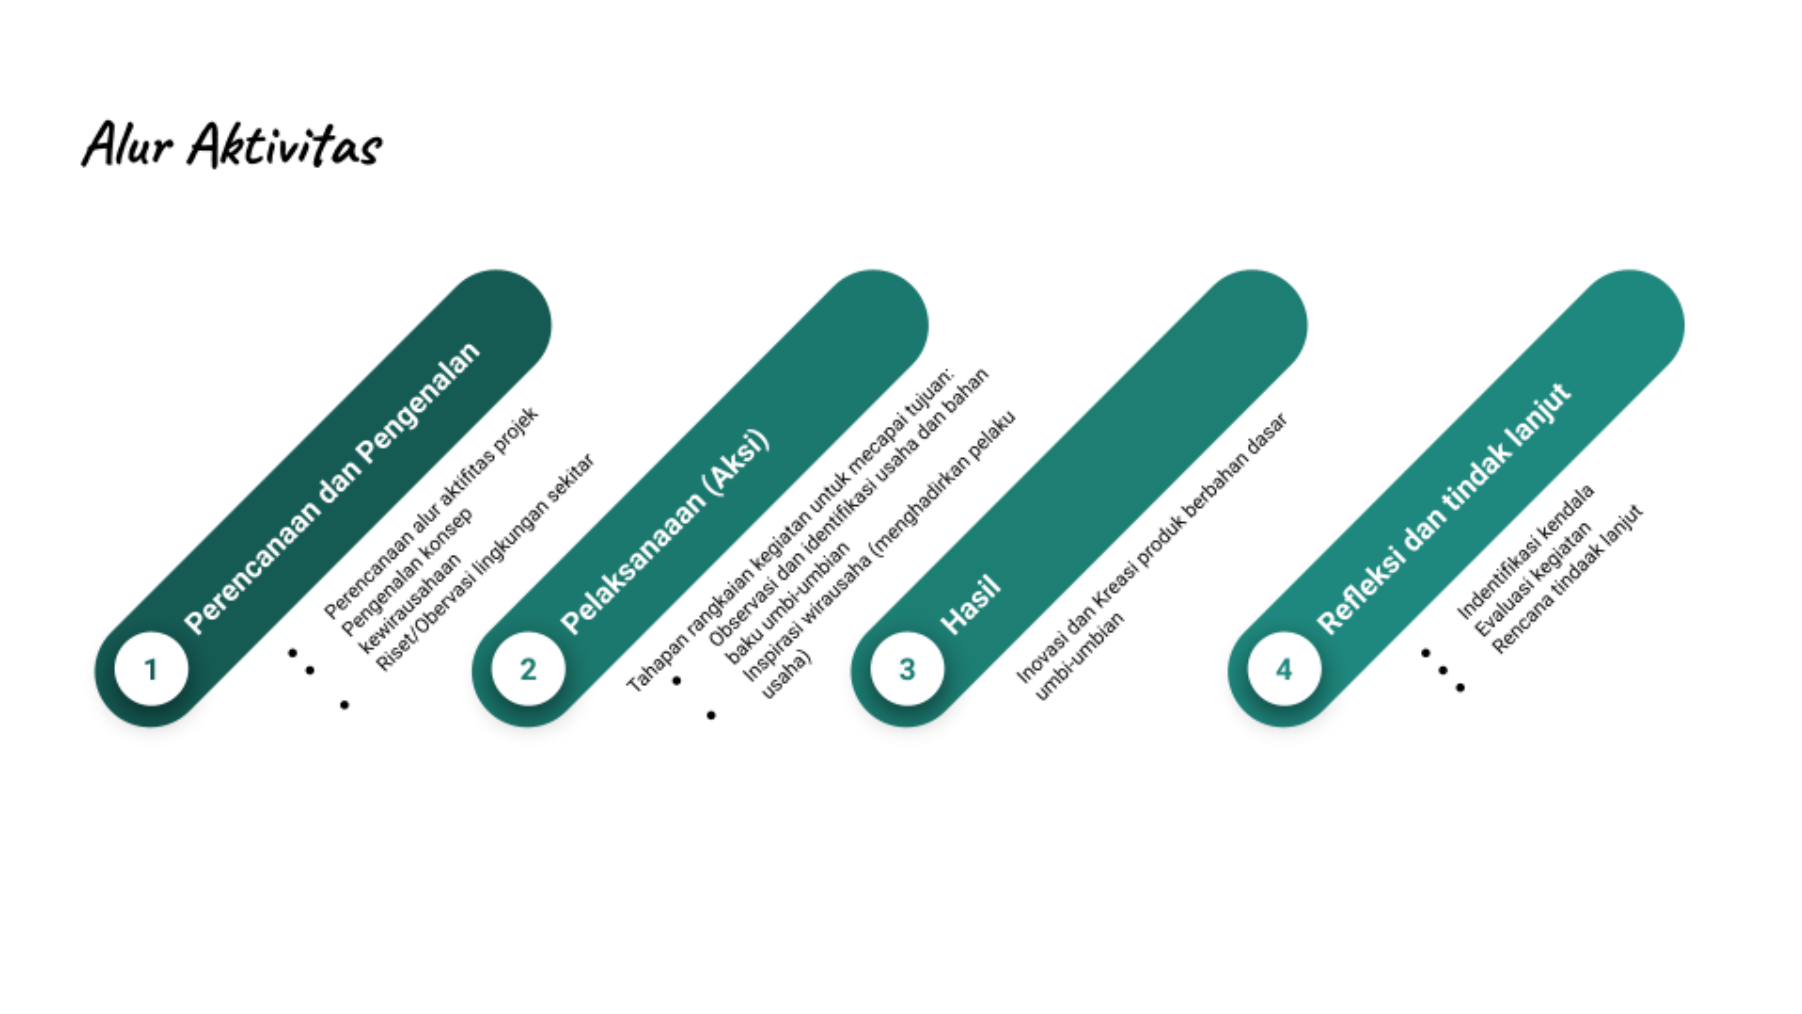 Alur Aktivitas
1
Perencanaan dan Pengenalan
• Perencanaan alur aktifitas projek
• Pengenalan konsep
kewirausahaan
• Riset/Obervasi lingkungan sekitar
2
Pelaksanaaan (Aksi)
Tahapan rangkaian kegiatan untuk mecapai tujuan:
• Observasi dan identifikasi usaha dan bahan
baku umbi-umbian
• Inspirasi wirausaha (menghadirkan pelaku
usaha)
3
Hasil
Inovasi dan Kreasi produk berbahan dasar
umbi-umbian
4
Refleksi dan tindak lanjut
• Indentifikasi kendala
• Evaluasi kegiatan
• Rencana tindaak lanjut